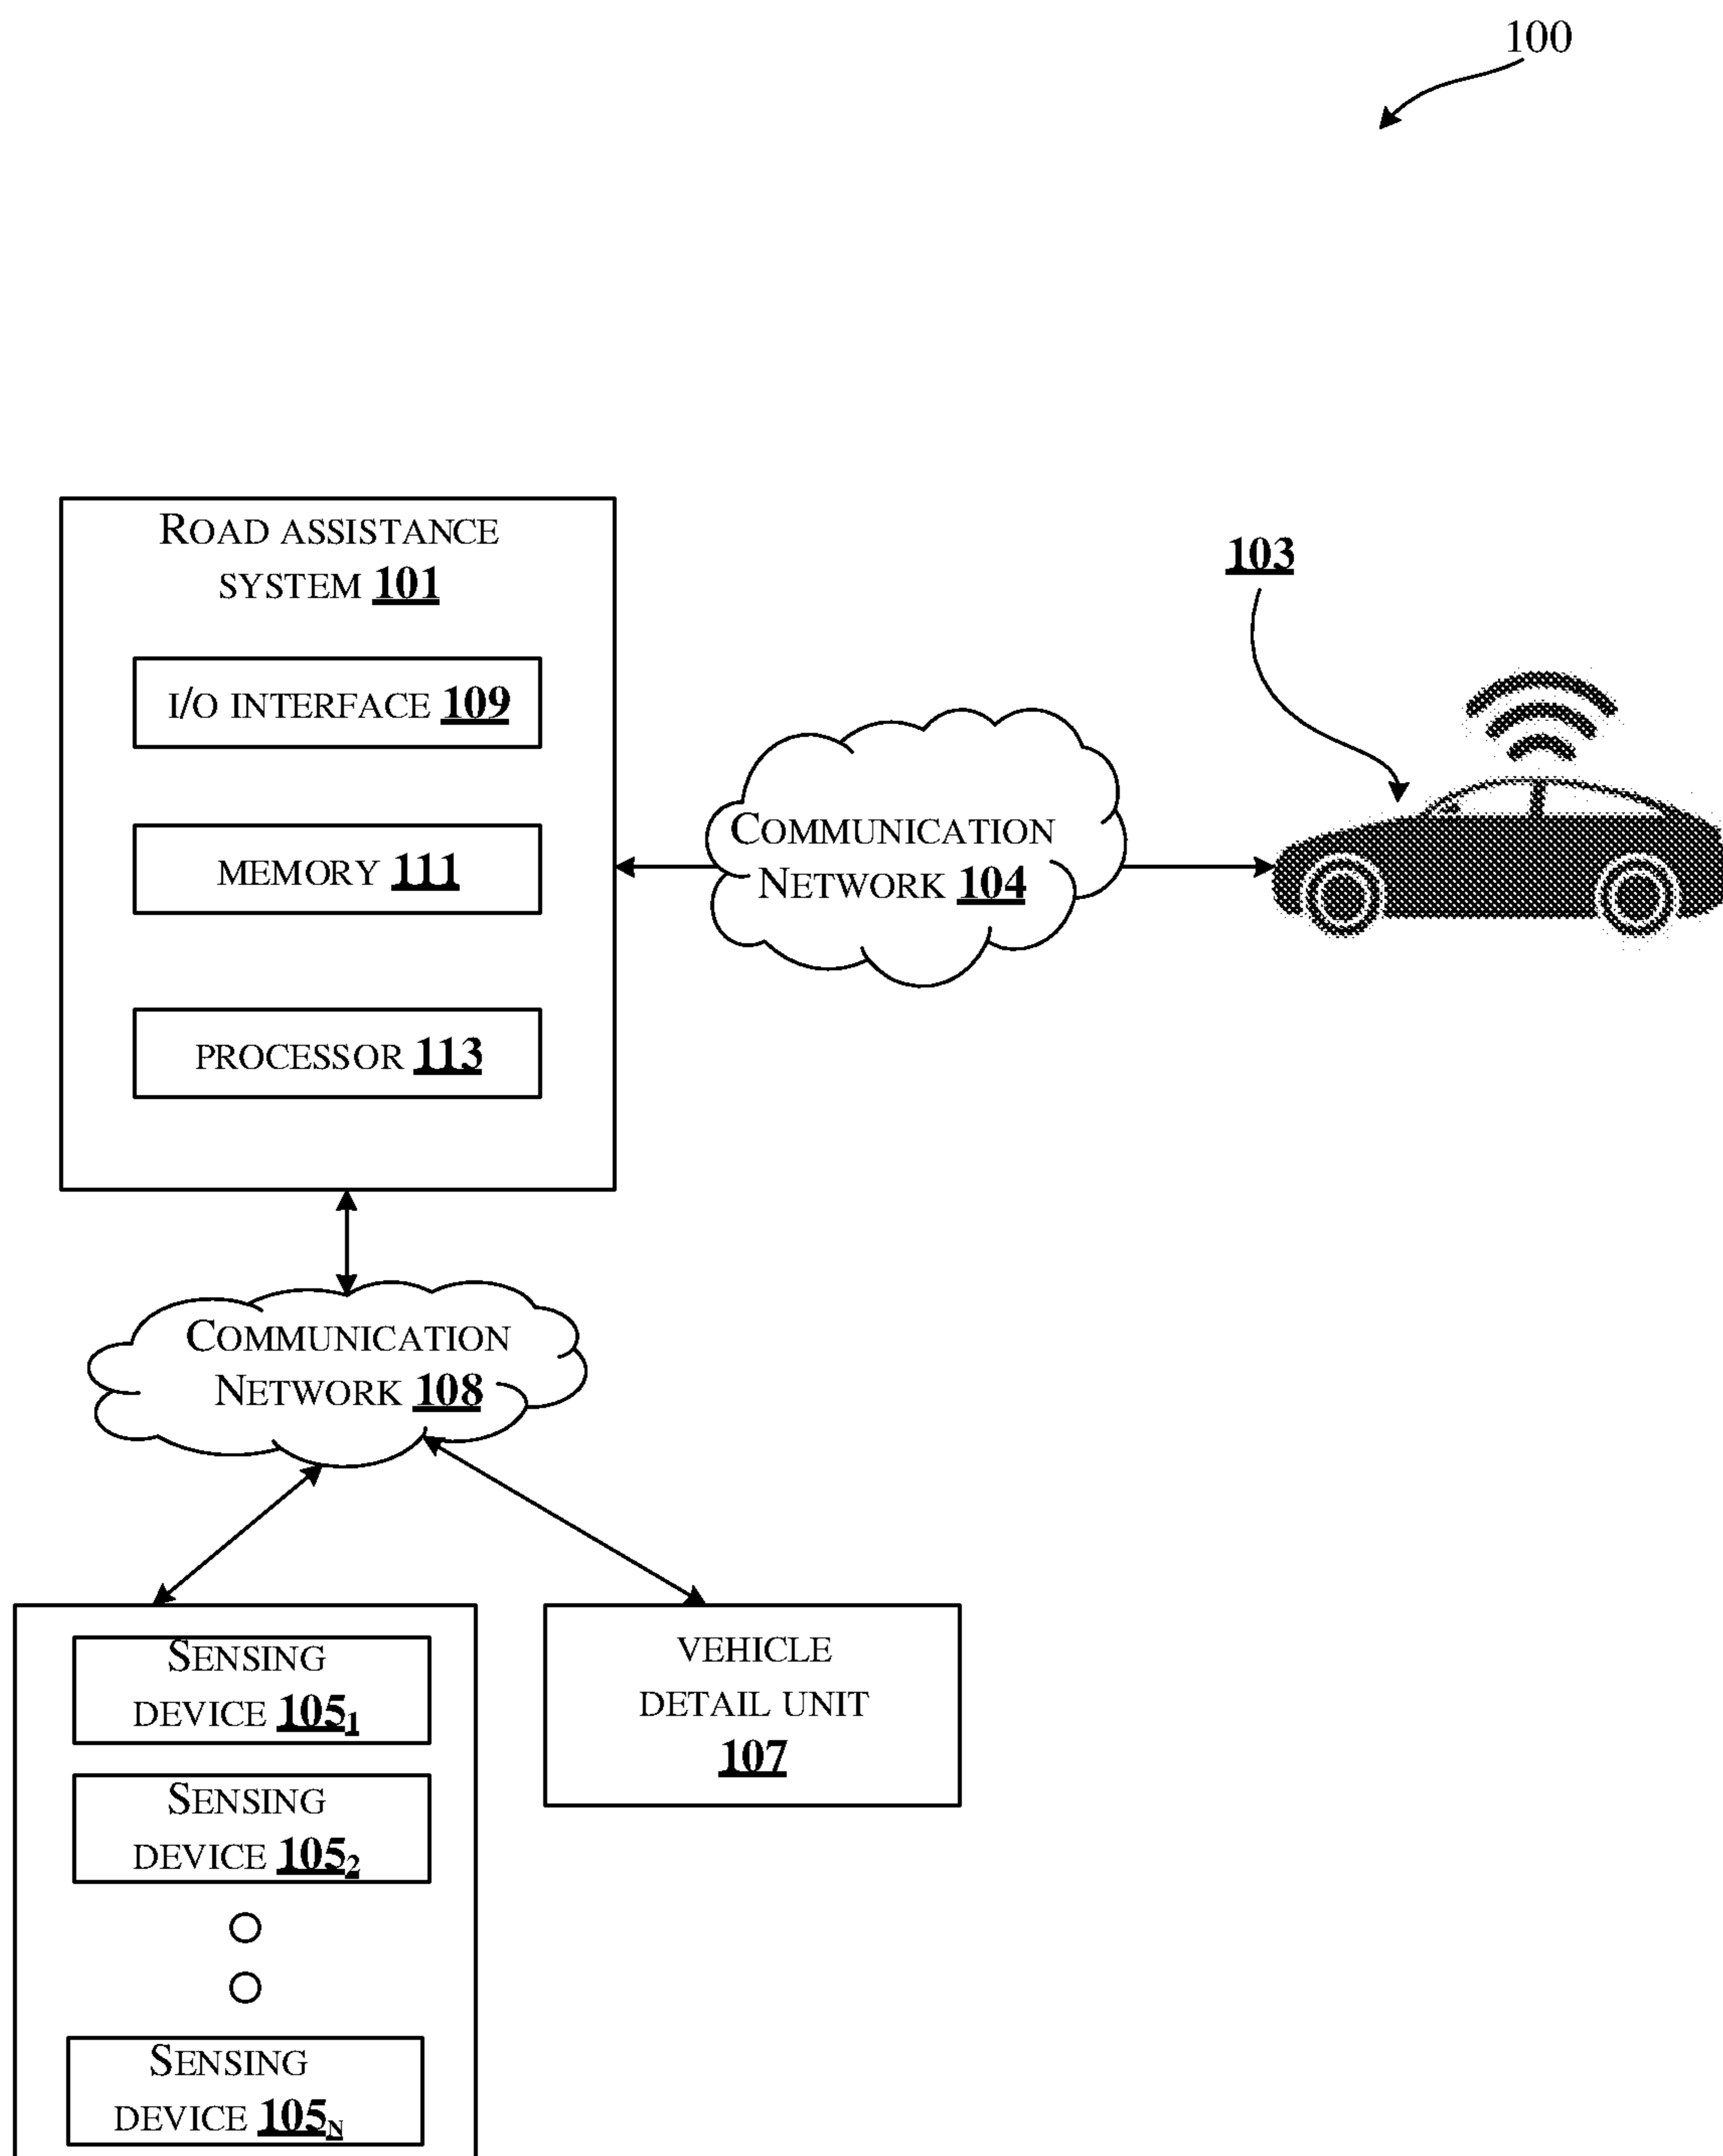 100
ROAD ASSISTANCE
SYSTEM 101
I/O INTERFACE 109
MEMORY 111
PROCESSOR 113
COMMUNICATION
NETWORK 104
103
COMMUNICATION
NETWORK 108
SENSING
DEVICE 105₁
SENSING
DEVICE 105₂
SENSING
DEVICE 105N
VEHICLE
DETAIL UNIT
107